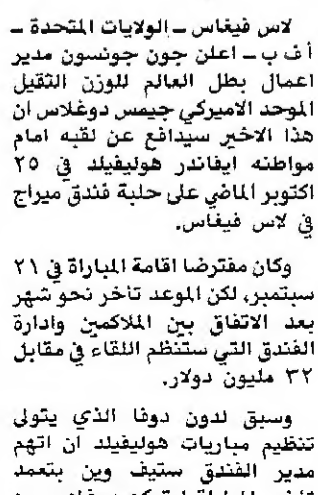 لاس فيغاس ـ الولايات المتحدة ـ
أ ف ب ـ اعلن جون جونسون مدير
اعمال بطل العالم للوزن الثقيل
الموحد الاميركي جيمس دوغلاس ان
هذا الاخير سيدافع عن لقبه امام
مواطنه ايفاندر هوليفيلد في ٢٥
اكتوبر الماضي على حلبة فندق ميراج
في لاس فيغاس.
وكان مفترضا اقامة المباراة في ٢١
سبتمبر، لكن الموعد تاخر نحو شهر
بعد الاتفاق بين الملاكمين وادارة
الفندق التي ستنظم اللقاء في مقابل
٣٢ مليون دولار.
وسبق لدون دوفا الذي يتولى
تنظيم مباريات هوليفيلد ان اتهم
مدير الفندق ستيف وين بتعمد